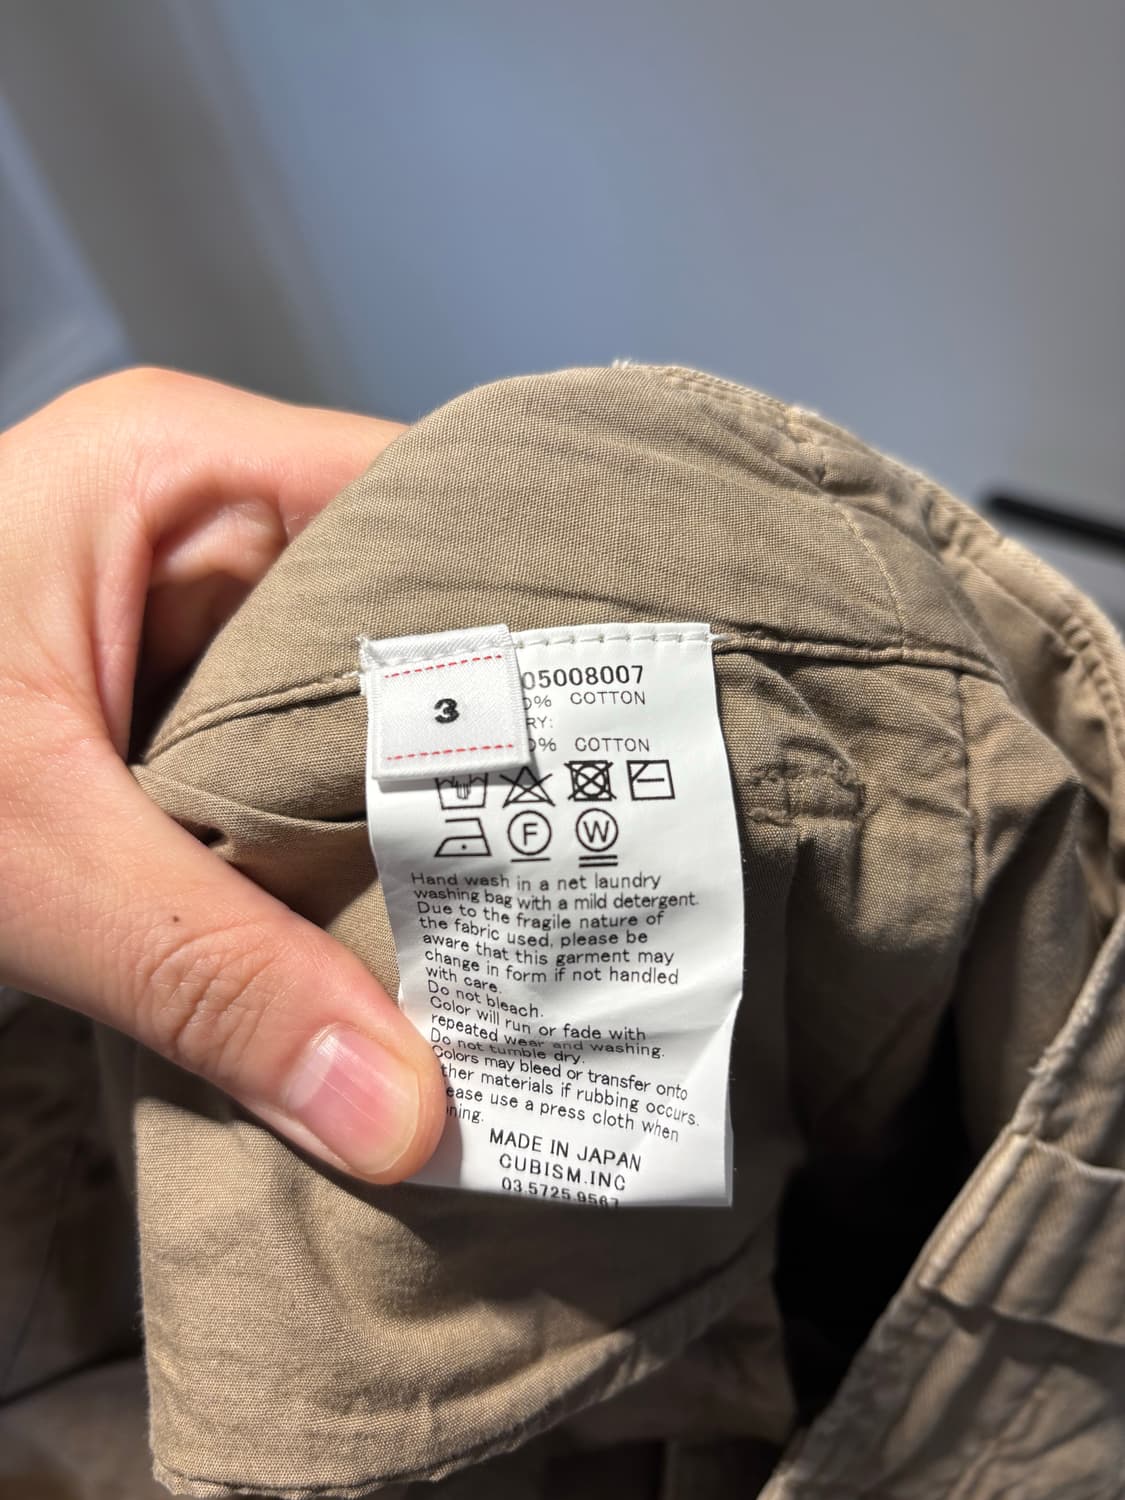 3
05008007
0% COTTON
RY:
0% COTTON
F
W
Hand wash in a net laundry
washing bag with a mild detergent.
Due to the fragile nature of
the fabric used, please be
aware that this garment may
change in form if not handled
with care.
Do not bleach.
Color will run or fade with
repeated wear and washing.
Do not tumble dry.
Colors may bleed or transfer onto
ther materials if rubbing occurs.
ease use a press cloth when
ning.
MADE IN JAPAN
CUBISM.INC
03.5725.9567